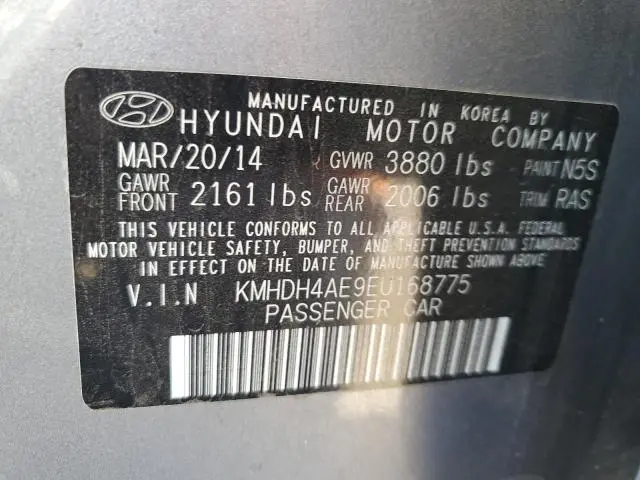 MANUFACTURED IN KOREA BY
HYUNDAI MOTOR COMPANY
MAR/20/14 GVWR 3880 lbs PAINT N5S
GAWR FRONT 2161 lbs GAWR REAR 2006 lbs TRIM RAS
THIS VEHICLE CONFORMS TO ALL APPLICABLE U.S.A. FEDERAL
MOTOR VEHICLE SAFETY, BUMPER, AND THEFT PREVENTION STANDARDS
IN EFFECT ON THE DATE OF MANUFACTURE SHOWN ABOVE.
V.I.N KMHDH4AE9EU168775
PASSENGER CAR